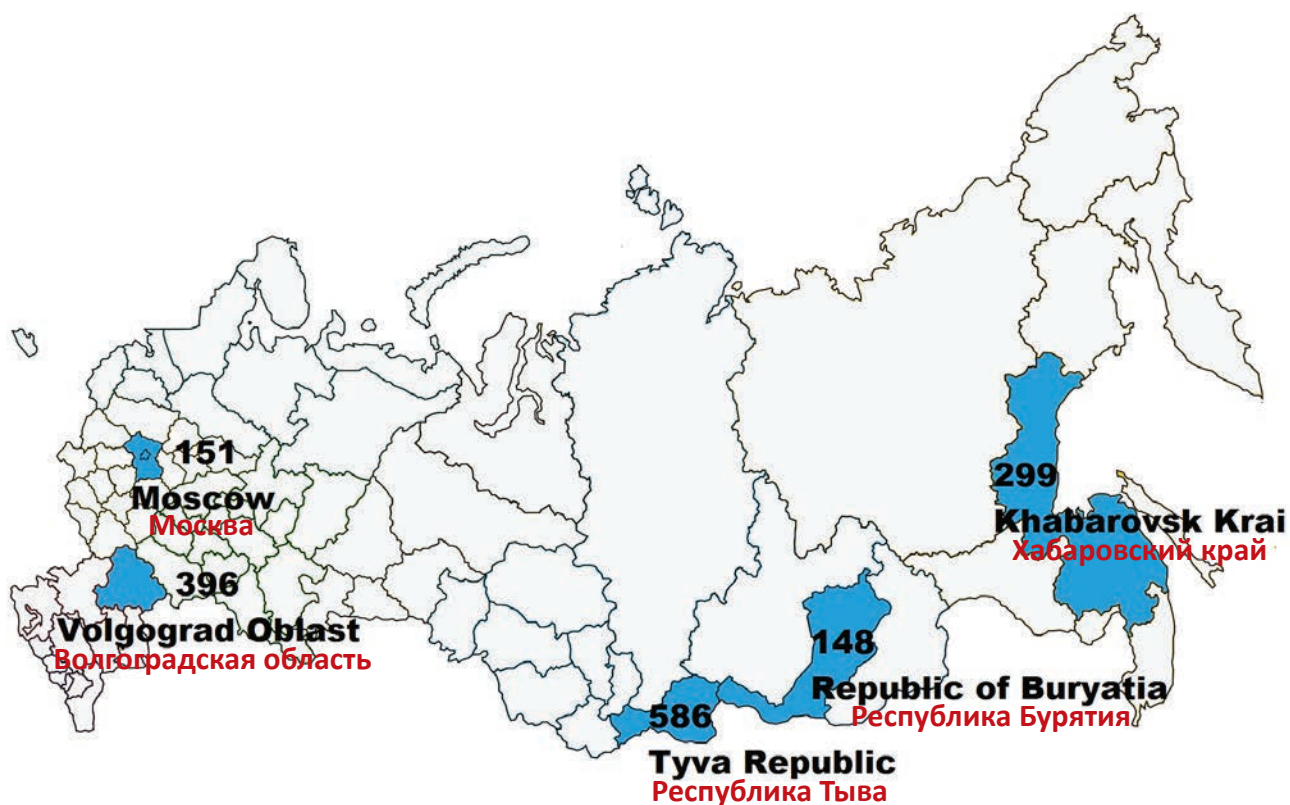 151
Moscow
Москва
396
Volgograd Oblast
Волгоградская область
299
Khabarovsk Krai
Хабаровский край
148
Republic of Buryatia
Республика Бурятия
586
Tyva Republic
Республика Тыва